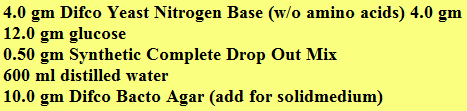 4.0 gm Difco Yeast Nitrogen Base (w/o amino acids) 4.0 gm
12.0 gm glucose
0.50 gm Synthetic Complete Drop Out Mix
600 ml distilled water
10.0 gm Difco Bacto Agar (add for solidmedium)